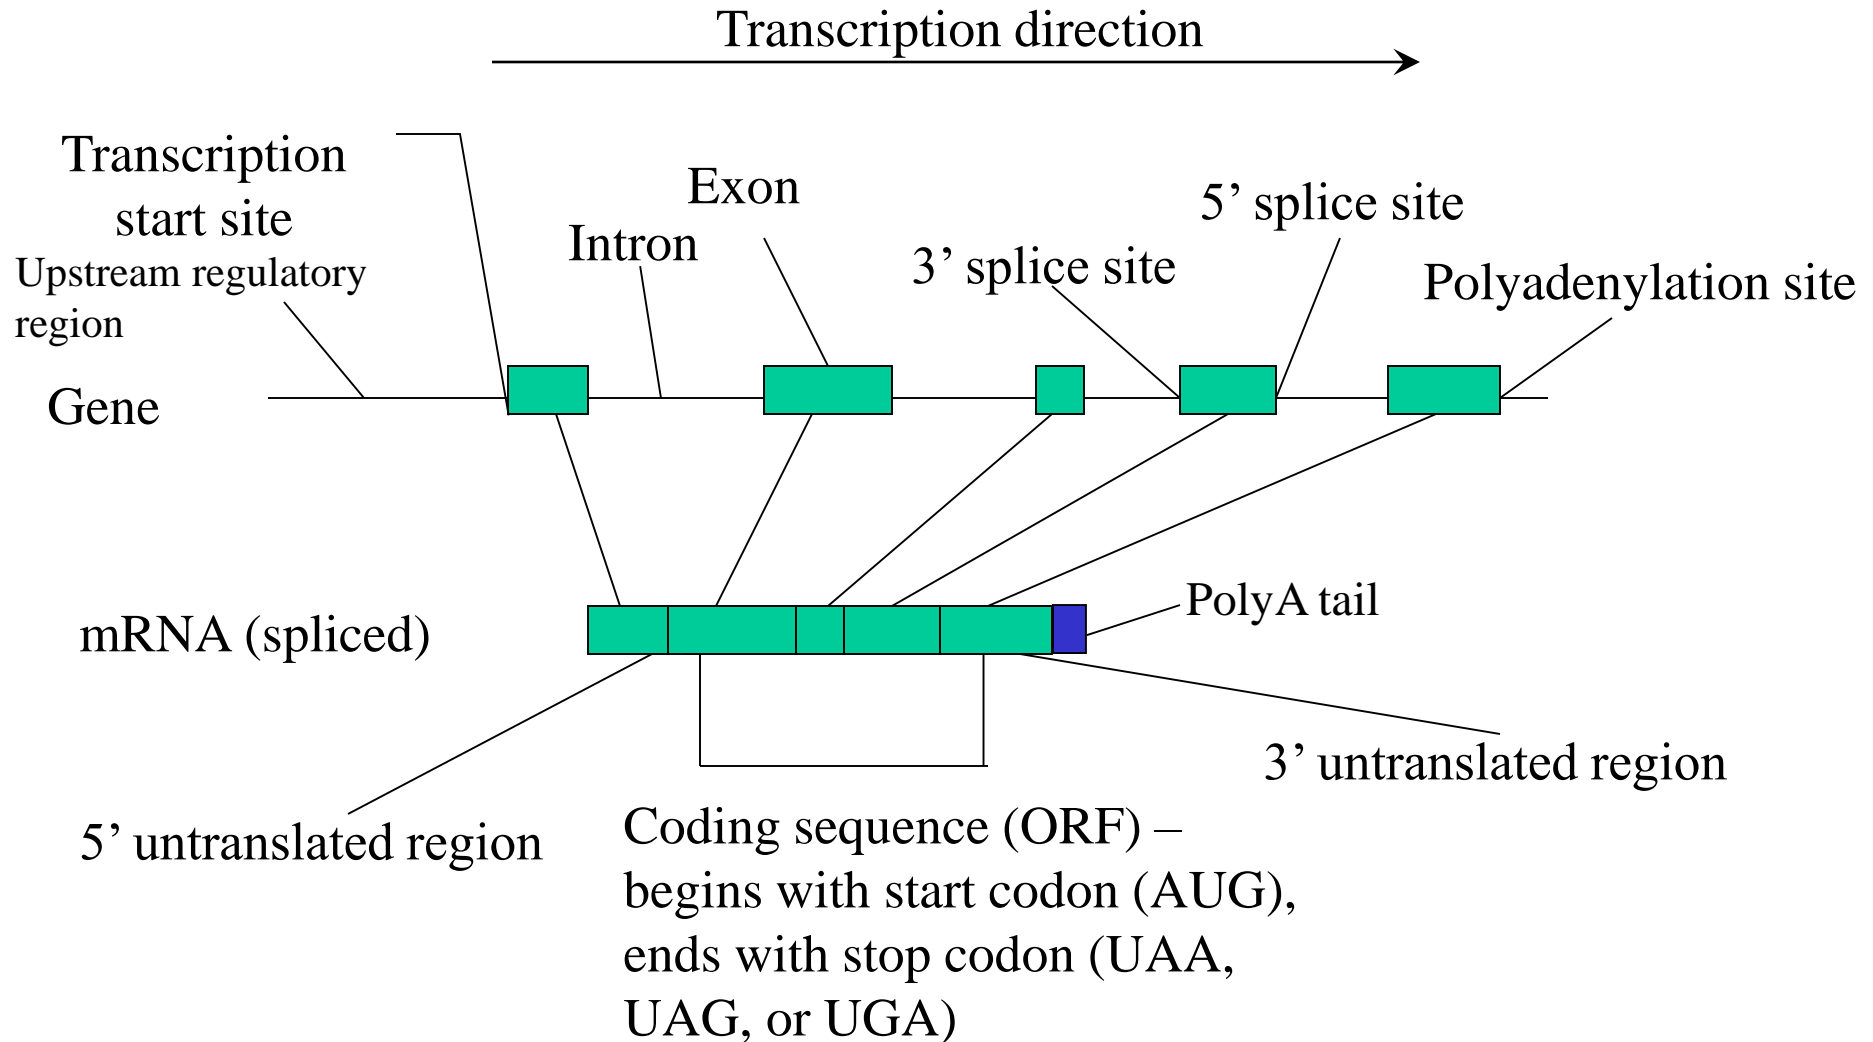 Transcription direction
Transcription
start site
Upstream regulatory
region
Intron
Exon
3’ splice site
5’ splice site
Polyadenylation site
Gene
mRNA (spliced)
PolyA tail
5’ untranslated region
3’ untranslated region
Coding sequence (ORF) –
begins with start codon (AUG),
ends with stop codon (UAA,
UAG, or UGA)